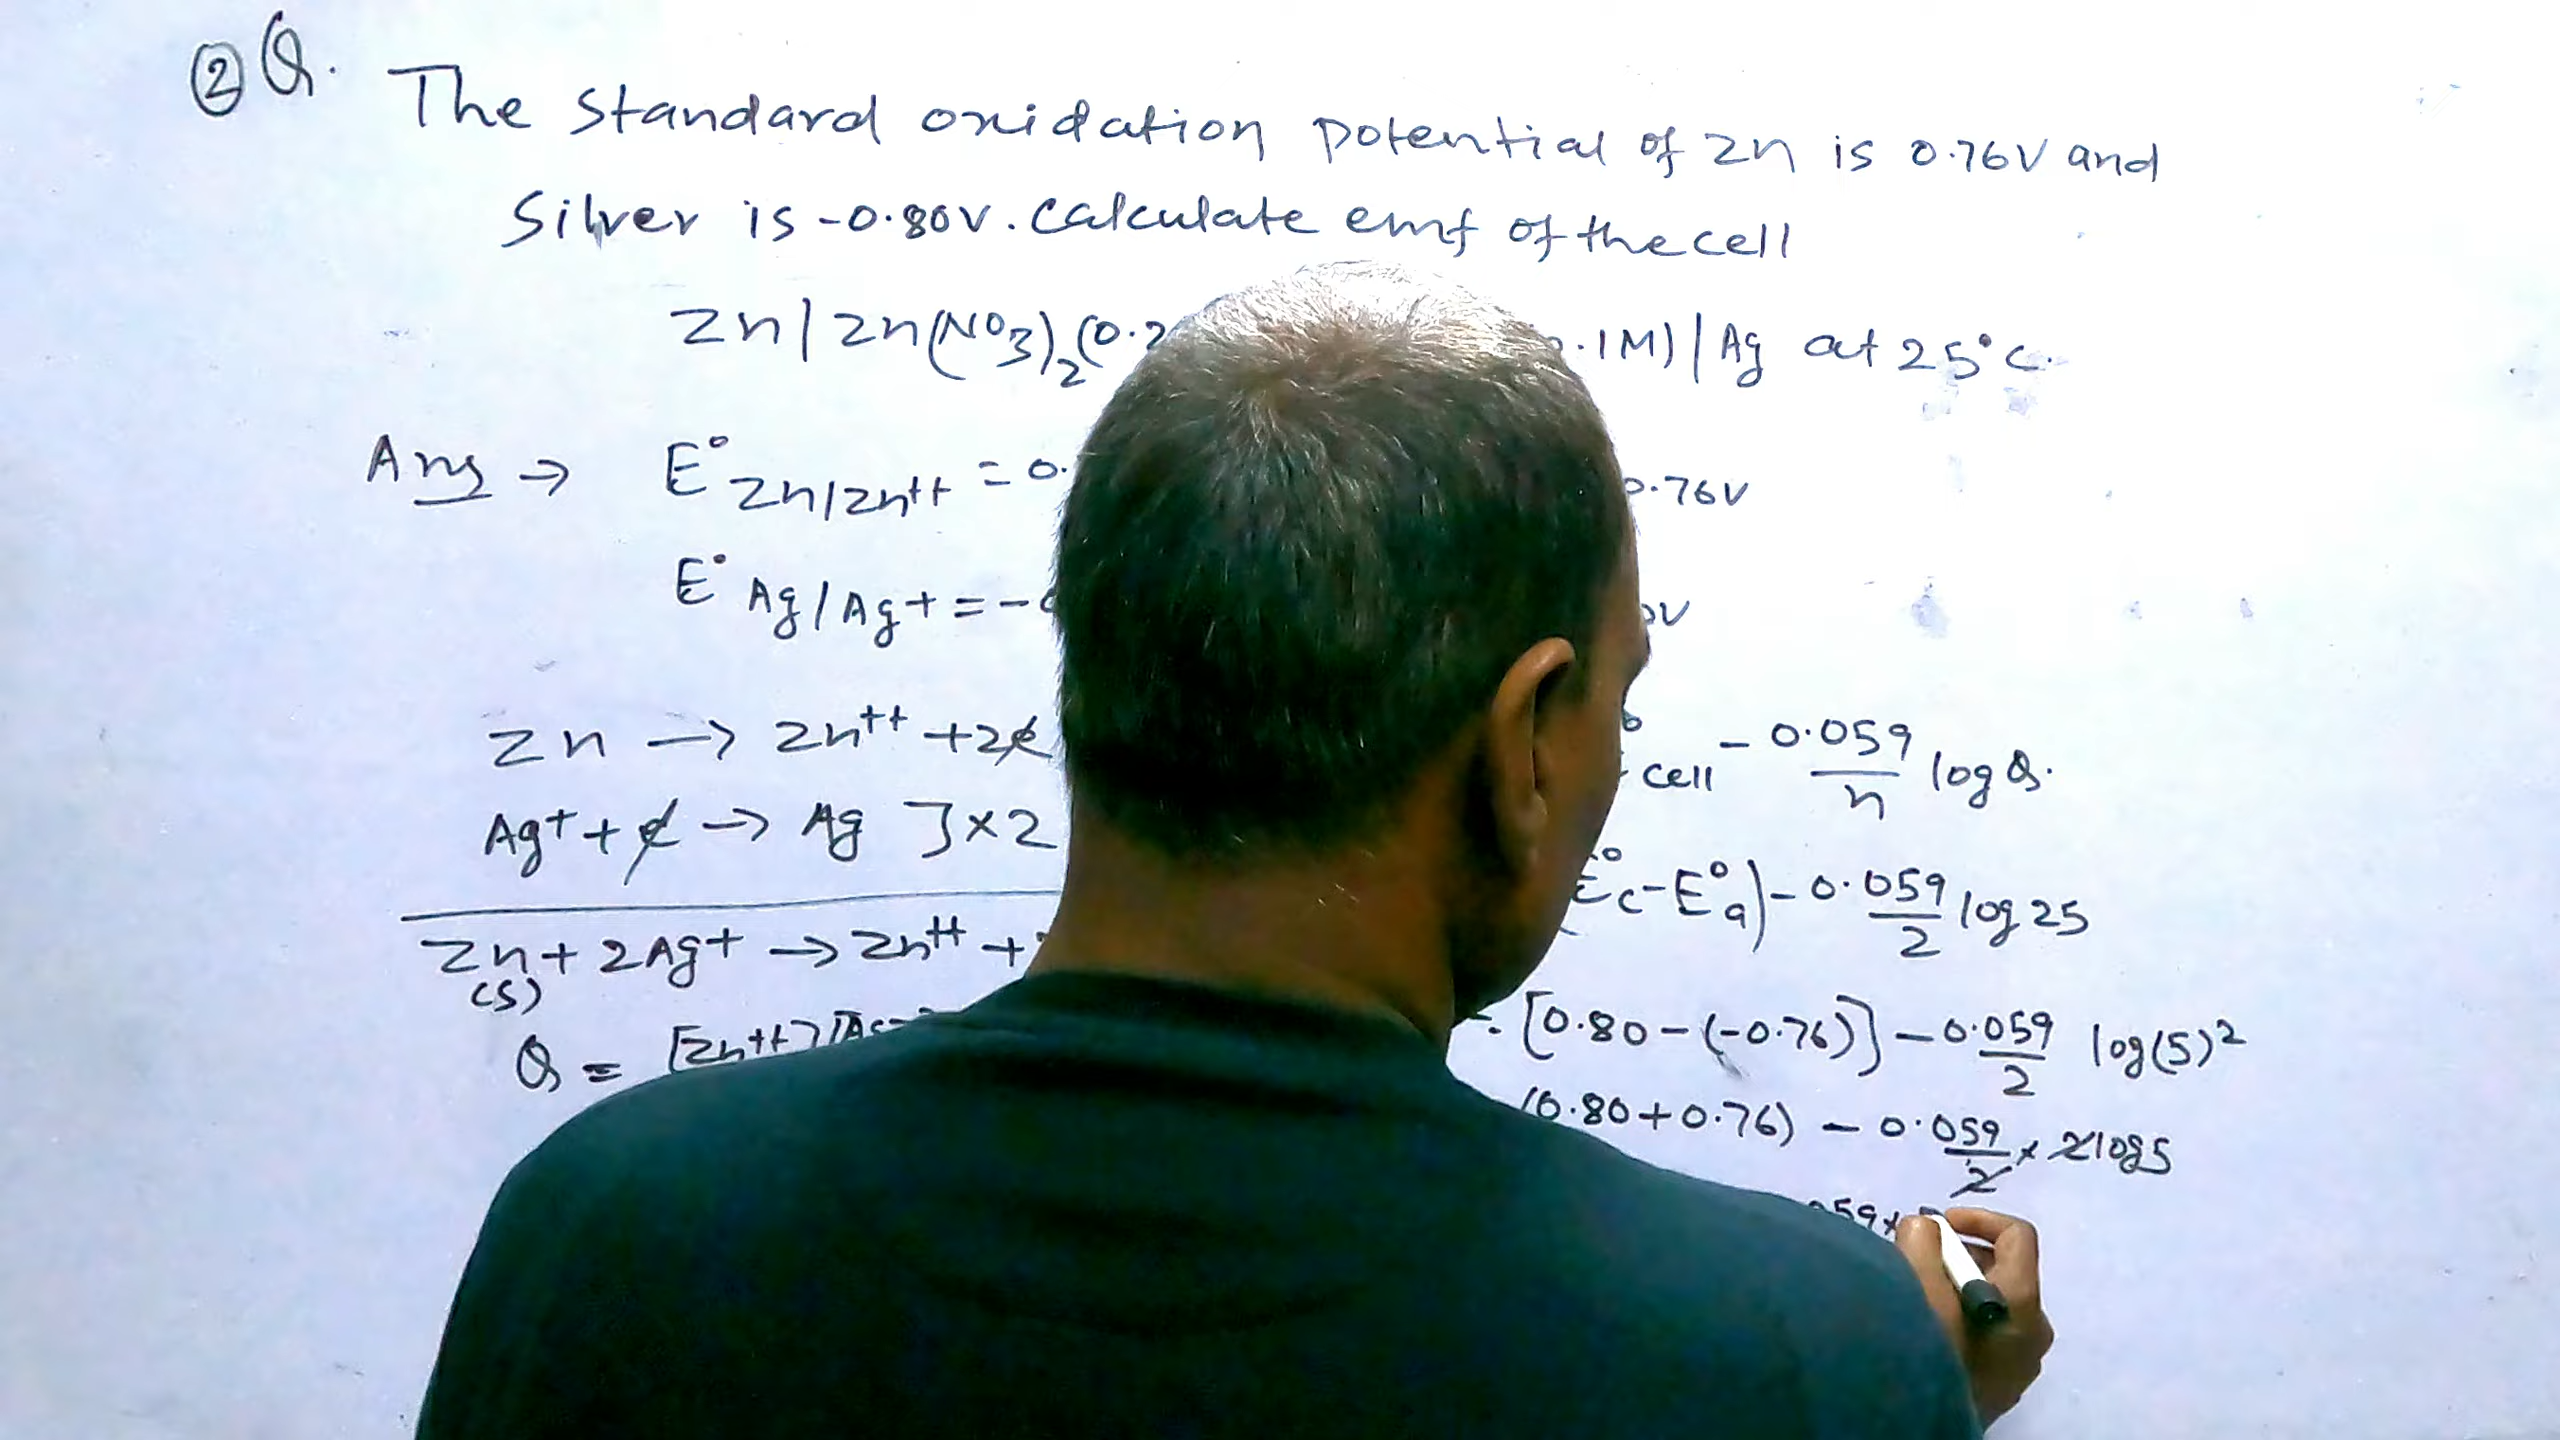 ② Q. The standard oxidation potential of Zn is 0.76V and
Silver is -0.80V. Calculate emf of the cell
Zn | Zn(NO3)2 (0.2 .1M) | Ag at 25°C.
Ans → E° Zn/Zn++ = 0. 0.76V
E° Ag/Ag+ = - V
Zn → Zn++ + 2e cell - 0.059/n log Q.
Ag+ + e → Ag ] × 2
E°c - E°a) - 0.059/2 log 25
Zn + 2Ag+ → Zn++ +
(s)
= [0.80 - (-0.76)] - 0.059/2 log(5)²
Q = [Zn++]
(0.80 + 0.76) - 0.059/2 × 2log5
059 ×